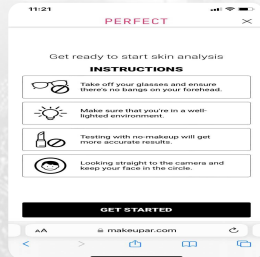 11:21
PERFECT
Get ready to start skin analysis
INSTRUCTIONS
Take off your glasses and ensure
there's no bangs on your forehead.
Make sure that you're in a well-
lighted environment.
Testing with no-makeup will get
more accurate results.
Looking straight to the camera and
keep your face in the circle.
GET STARTED
AA makeupar.com